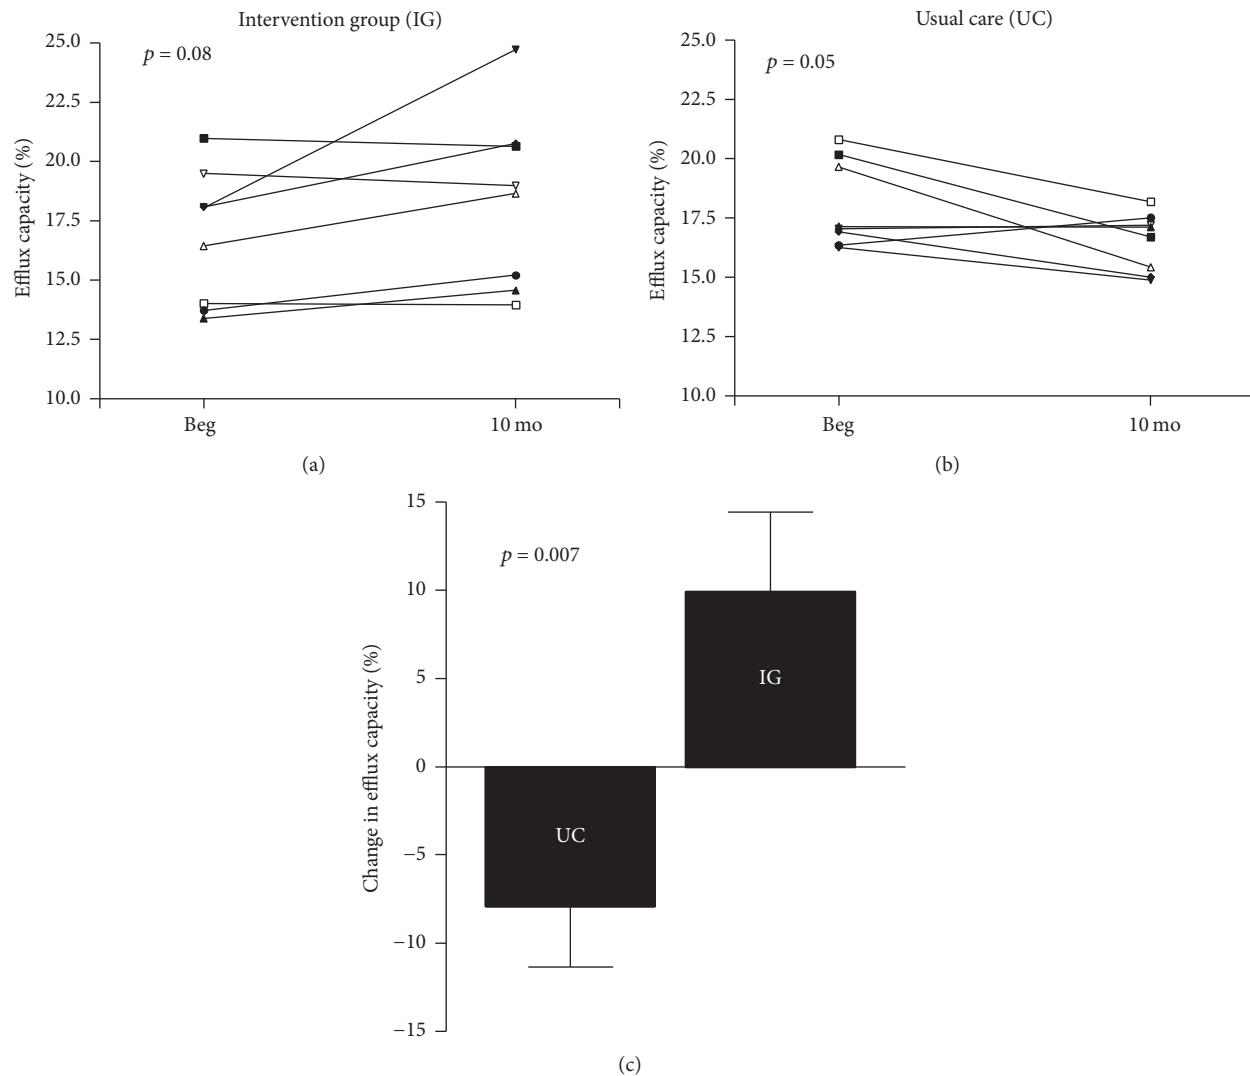 Intervention group (IG)
25.0
p = 0.08
22.5
20.0
17.5
15.0
12.5
10.0
Efflux capacity (%)
Beg
10 mo
(a)
Usual care (UC)
25.0
p = 0.05
22.5
20.0
17.5
15.0
12.5
10.0
Efflux capacity (%)
Beg
10 mo
(b)
15
p = 0.007
10
5
0
−5
−10
−15
Change in efflux capacity (%)
IG
UC
(c)